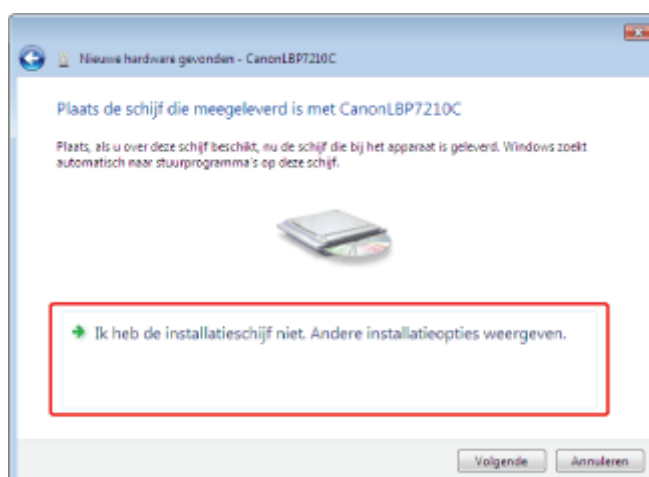 Nieuwe hardware gevonden - CanonLBP7210C
Plaats de schijf die meegeleverd is met CanonLBP7210C
Plaats, als u over deze schijf beschikt, nu de schijf die bij het apparaat is geleverd. Windows zoekt
automatisch naar stuurprogramma's op deze schijf.
Ik heb de installatieschijf niet. Andere installatieopties weergeven.
Volgende
Annuleren